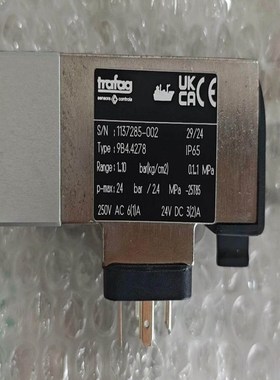 trafag
sensors & controls
UK
CA CE
S/N : 1137285-002 29/24
Type : 9B4.4278 IP65
Range: 1...10 bar(kg/cm2) 0.1...1 MPa
p-max: 24 bar / 2.4 MPa -25T85
250V AC 6(1)A 24V DC 3(2)A